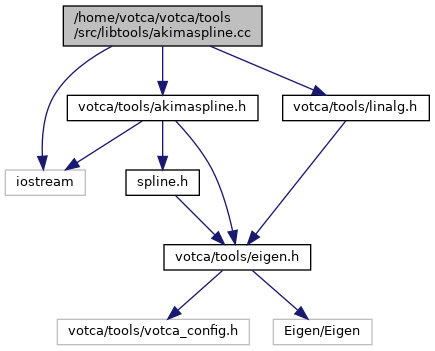 /home/votca/votca/tools
/src/libtools/akimaspline.cc
votca/tools/akimaspline.h
votca/tools/linalg.h
iostream
spline.h
votca/tools/eigen.h
votca/tools/votca_config.h
Eigen/Eigen